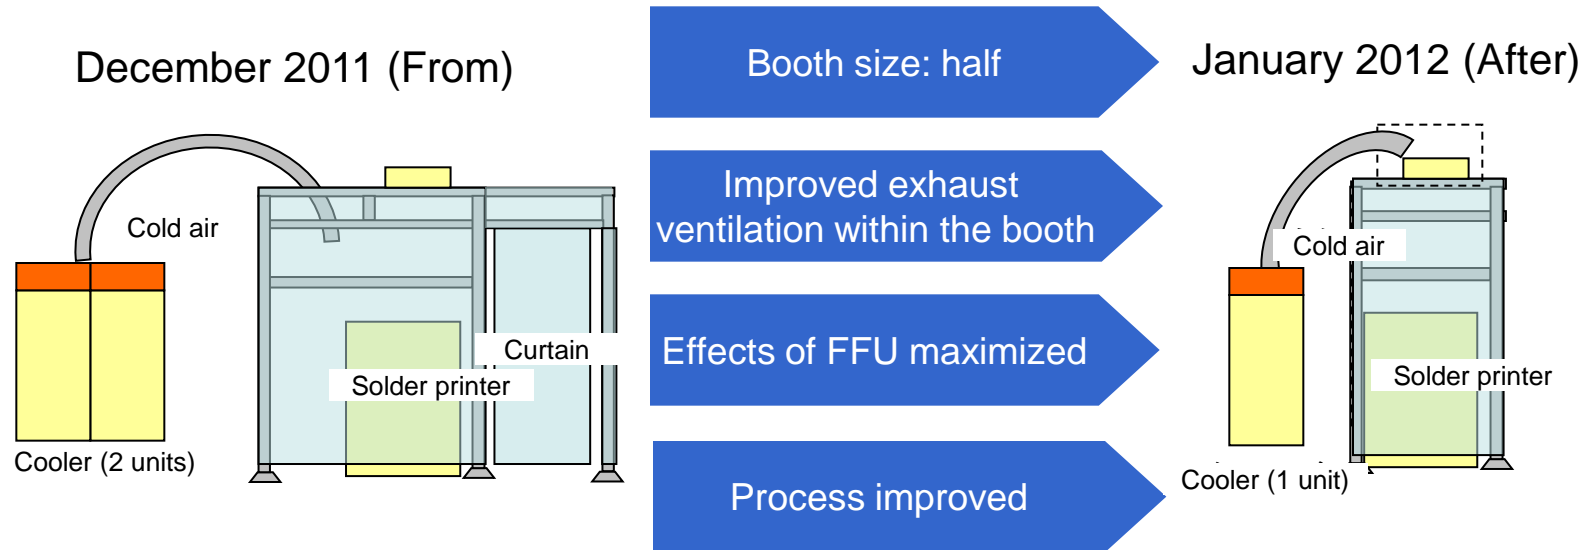 December 2011 (From)
Cold air
Curtain
Solder printer
Cooler (2 units)
Booth size: half
Improved exhaust
ventilation within the booth
Effects of FFU maximized
Process improved
January 2012 (After)
Cold air
Solder printer
Cooler (1 unit)